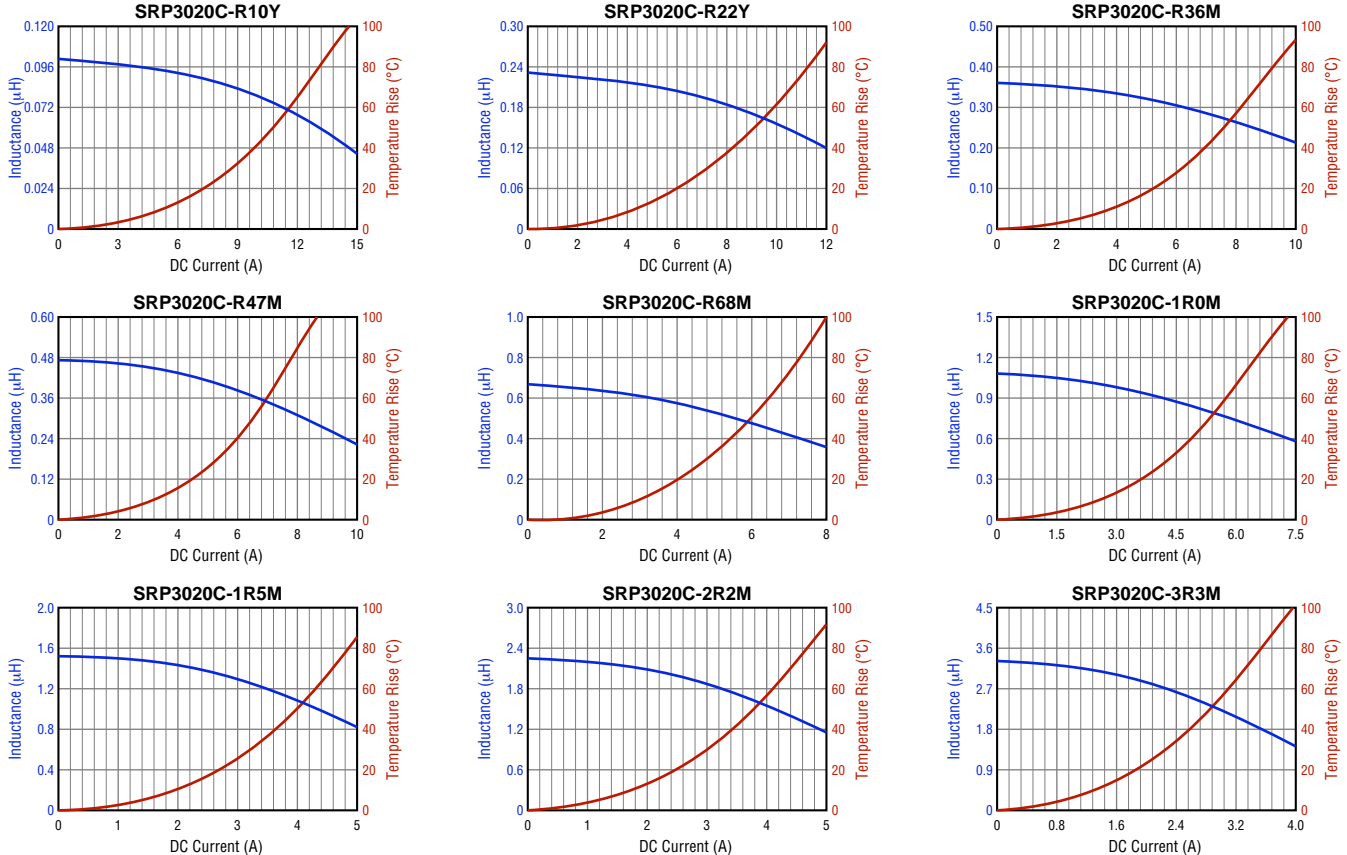 SRP3020C-R10Y
Inductance (µH)
0.120
0.096
0.072
0.048
0.024
0
100
80
60
40
20
0
Temperature Rise (°C)
0 3 6 9 12 15
DC Current (A)
SRP3020C-R22Y
Inductance (µH)
0.30
0.24
0.18
0.12
0.06
0
100
80
60
40
20
0
Temperature Rise (°C)
0 2 4 6 8 10 12
DC Current (A)
SRP3020C-R36M
Inductance (µH)
0.50
0.40
0.30
0.20
0.10
0
100
80
60
40
20
0
Temperature Rise (°C)
0 2 4 6 8 10
DC Current (A)
SRP3020C-R47M
Inductance (µH)
0.60
0.48
0.36
0.24
0.12
0
100
80
60
40
20
0
Temperature Rise (°C)
0 2 4 6 8 10
DC Current (A)
SRP3020C-R68M
Inductance (µH)
1.0
0.8
0.6
0.4
0.2
0
100
80
60
40
20
0
Temperature Rise (°C)
0 2 4 6 8
DC Current (A)
SRP3020C-1R0M
Inductance (µH)
1.5
1.2
0.9
0.6
0.3
0
100
80
60
40
20
0
Temperature Rise (°C)
0 1.5 3.0 4.5 6.0 7.5
DC Current (A)
SRP3020C-1R5M
Inductance (µH)
2.0
1.6
1.2
0.8
0.4
0
100
80
60
40
20
0
Temperature Rise (°C)
0 1 2 3 4 5
DC Current (A)
SRP3020C-2R2M
Inductance (µH)
3.0
2.4
1.8
1.2
0.6
0
100
80
60
40
20
0
Temperature Rise (°C)
0 1 2 3 4 5
DC Current (A)
SRP3020C-3R3M
Inductance (µH)
4.5
3.6
2.7
1.8
0.9
0
100
80
60
40
20
0
Temperature Rise (°C)
0 0.8 1.6 2.4 3.2 4.0
DC Current (A)